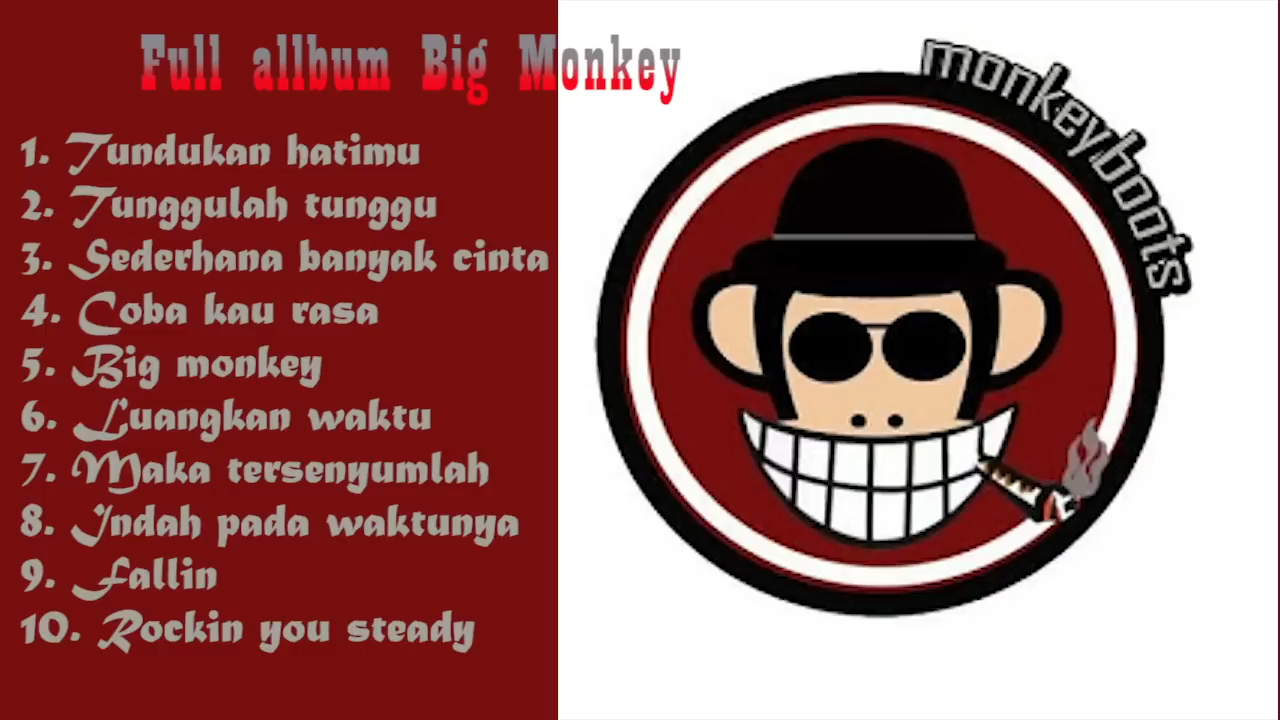 Full allbum Big Monkey
1. Tundukan hatimu
2. Tunggulah tunggu
3. Sederhana banyak cinta
4. Coba kau rasa
5. Big monkey
6. Luangkan waktu
7. Maka tersenyumlah
8. Indah pada waktunya
9. Fallin
10. Rockin you steady
monkeyboots